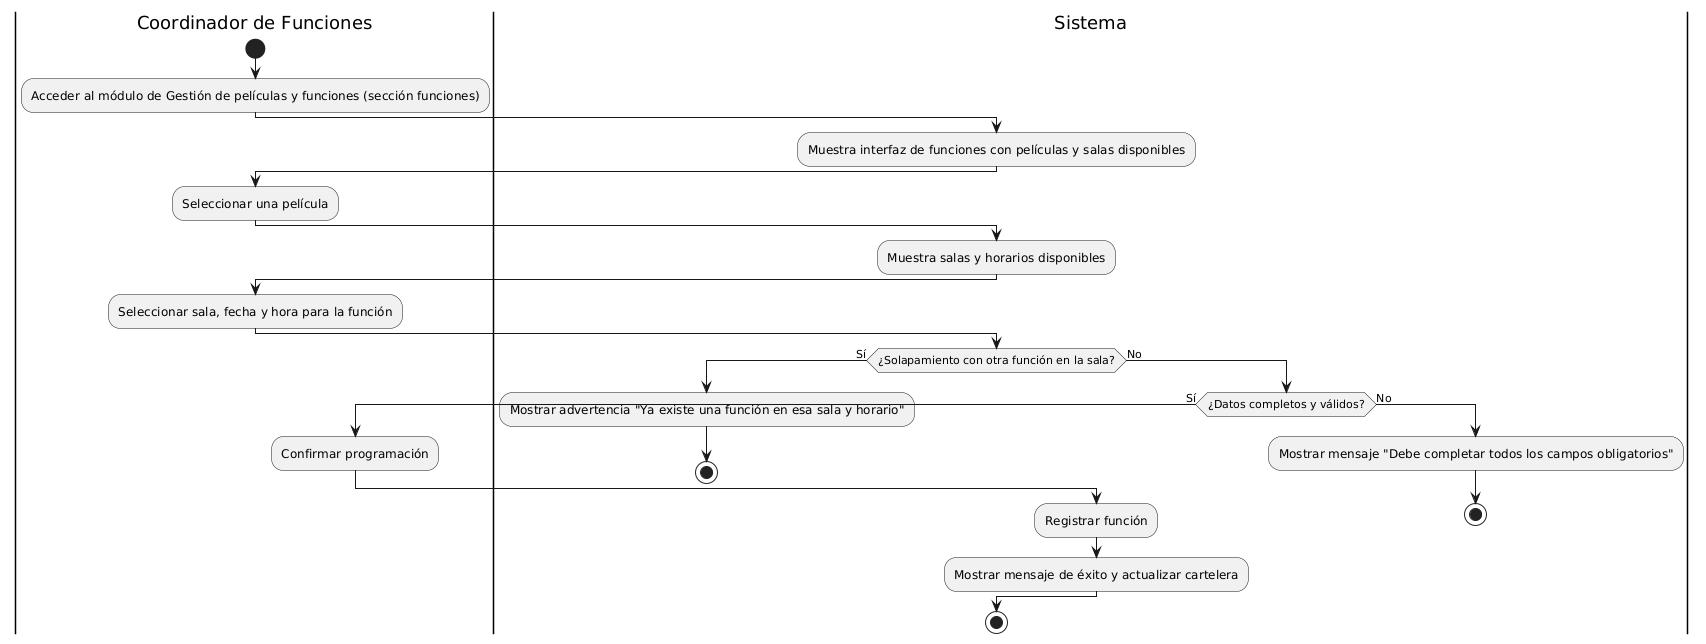 Coordinador de Funciones
Sistema
Acceder al módulo de Gestión de películas y funciones (sección funciones)
Muestra interfaz de funciones con películas y salas disponibles
Seleccionar una película
Muestra salas y horarios disponibles
Seleccionar sala, fecha y hora para la función
Sí
¿Solapamiento con otra función en la sala?
No
Mostrar advertencia "Ya existe una función en esa sala y horario"
Sí
¿Datos completos y válidos?
No
Confirmar programación
Mostrar mensaje "Debe completar todos los campos obligatorios"
Registrar función
Mostrar mensaje de éxito y actualizar cartelera